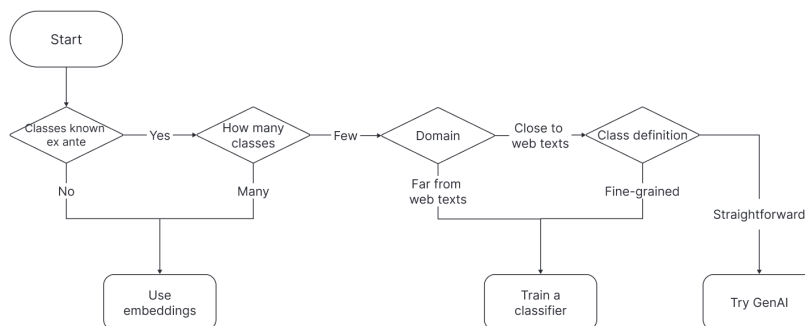 Start
Classes known
ex ante
Yes
How many
classes
Few
Domain
Close to
web texts
Class definition
No
Many
Far from
web texts
Fine-grained
Straightforward
Use
embeddings
Train a
classifier
Try GenAI